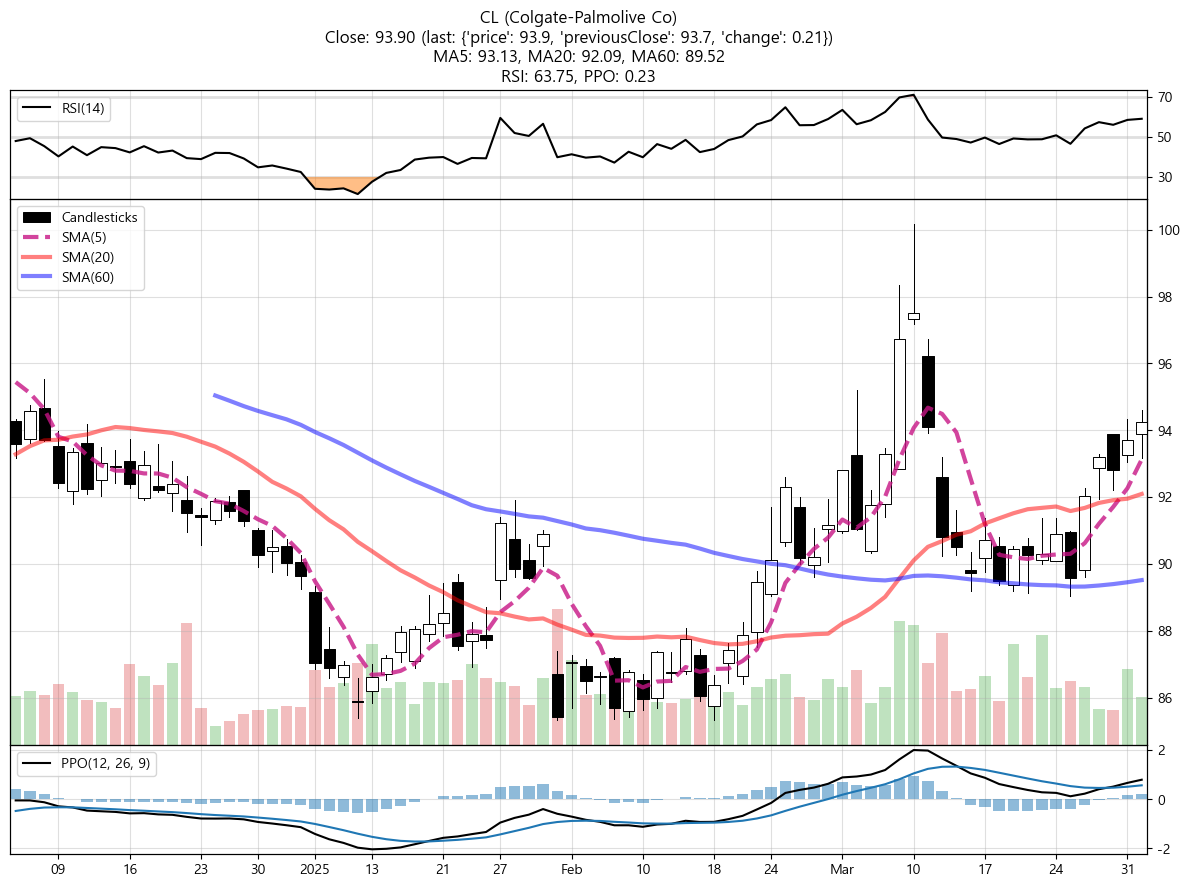 CL (Colgate-Palmolive Co)
Close: 93.90 (last: {'price': 93.9, 'previousClose': 93.7, 'change': 0.21})
MA5: 93.13, MA20: 92.09, MA60: 89.52
RSI: 63.75, PPO: 0.23
RSI(14)
70
50
30
Candlesticks
SMA(5)
SMA(20)
SMA(60)
100
98
96
94
92
90
88
86
PPO(12, 26, 9)
2
0
-2
09 16 23 30 2025 13 21 27 Feb 10 18 24 Mar 10 17 24 31